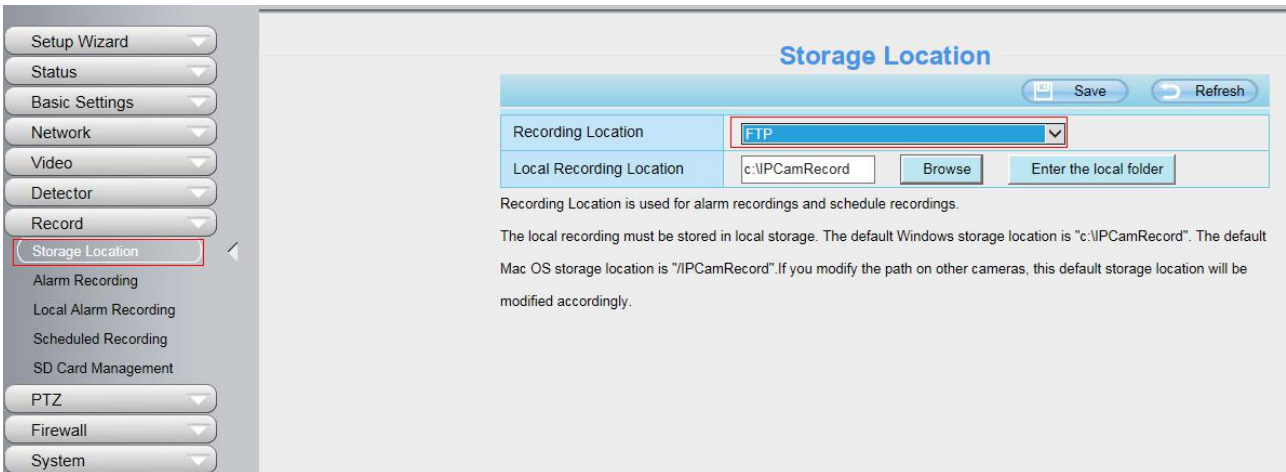 Setup Wizard
Status
Basic Settings
Network
Video
Detector
Record
Storage Location
Alarm Recording
Local Alarm Recording
Scheduled Recording
SD Card Management
PTZ
Firewall
System
Storage Location
Save Refresh
Recording Location FTP
Local Recording Location c:\IPCamRecord Browse Enter the local folder
Recording Location is used for alarm recordings and schedule recordings.
The local recording must be stored in local storage. The default Windows storage location is "c:\IPCamRecord". The default
Mac OS storage location is "/IPCamRecord".If you modify the path on other cameras, this default storage location will be
modified accordingly.